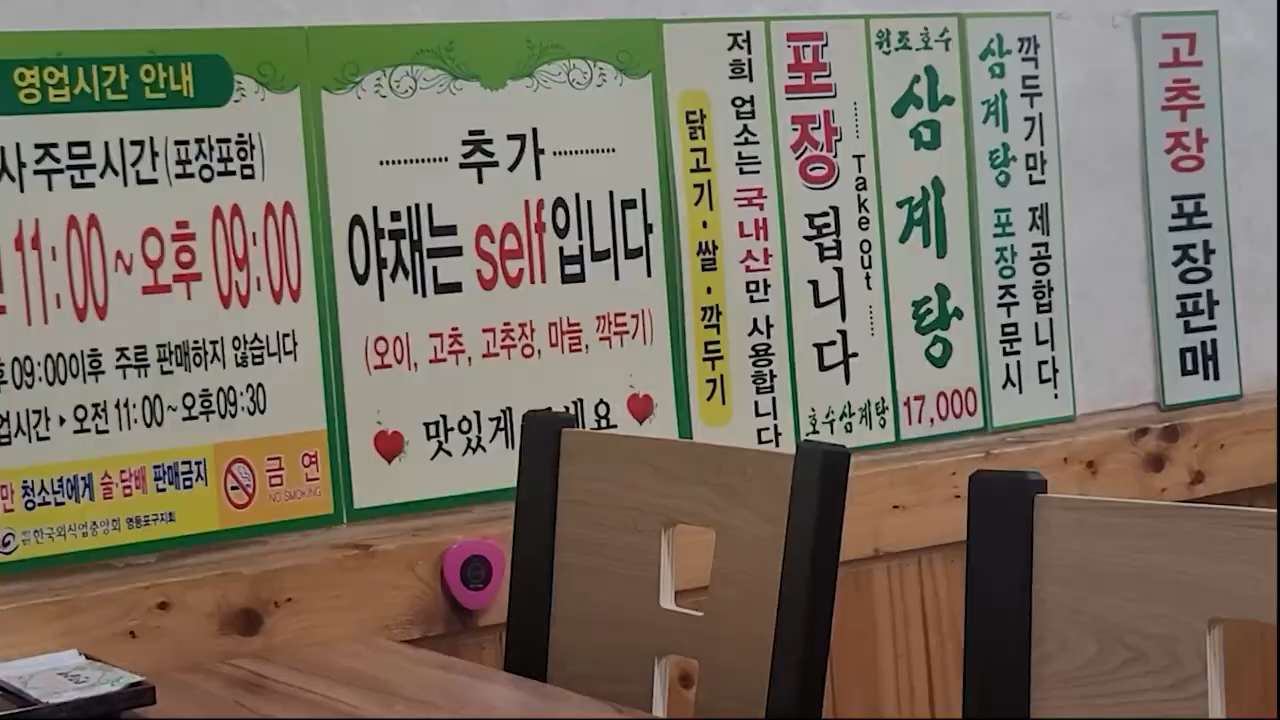 영업시간 안내
사 주문시간 (포장포함)
11:00~오후 09:00
09:00이후 주류 판매하지 않습니다
업시간 ▸ 오전 11:00~오후09:30
만 청소년에게 술·담배 판매금지
금연
NO SMOKING
한국외식업중앙회 영등포구지회
추가
야채는 self입니다
(오이, 고추, 고추장, 마늘, 깍두기)
맛있게
저희 업소는 국내산만 사용합니다
닭고기·쌀·깍두기
포장됩니다
Take out
호수삼계탕
원조호수
삼계탕
17,000
삼계탕 포장주문시
깍두기만 제공합니다.
고추장 포장판매